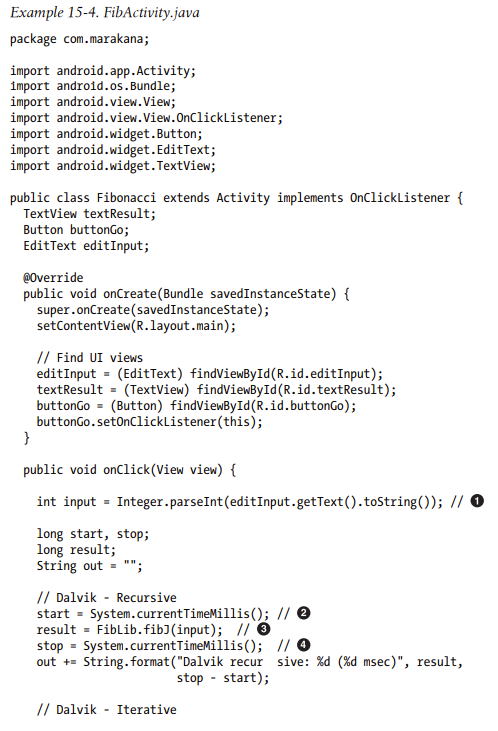 Example 15-4. FibActivity.java
package com.marakana;
import android.app.Activity;
import android.os.Bundle;
import android.view.View;
import android.view.View.OnClickListener;
import android.widget.Button;
import android.widget.EditText;
import android.widget.TextView;
public class Fibonacci extends Activity implements OnClickListener {
  TextView textResult;
  Button buttonGo;
  EditText editInput;
  @Override
  public void onCreate(Bundle savedInstanceState) {
    super.onCreate(savedInstanceState);
    setContentView(R.layout.main);
    // Find UI views
    editInput = (EditText) findViewById(R.id.editInput);
    textResult = (TextView) findViewById(R.id.textResult);
    buttonGo = (Button) findViewById(R.id.buttonGo);
    buttonGo.setOnClickListener(this);
  }
  public void onClick(View view) {
    int input = Integer.parseInt(editInput.getText().toString()); // ❶
    long start, stop;
    long result;
    String out = "";
    // Dalvik - Recursive
    start = System.currentTimeMillis(); // ❷
    result = FibLib.fibJ(input);  // ❸
    stop = System.currentTimeMillis();  // ❹
    out += String.format("Dalvik recur  sive: %d (%d msec)", result,
                         stop - start);
    // Dalvik - Iterative